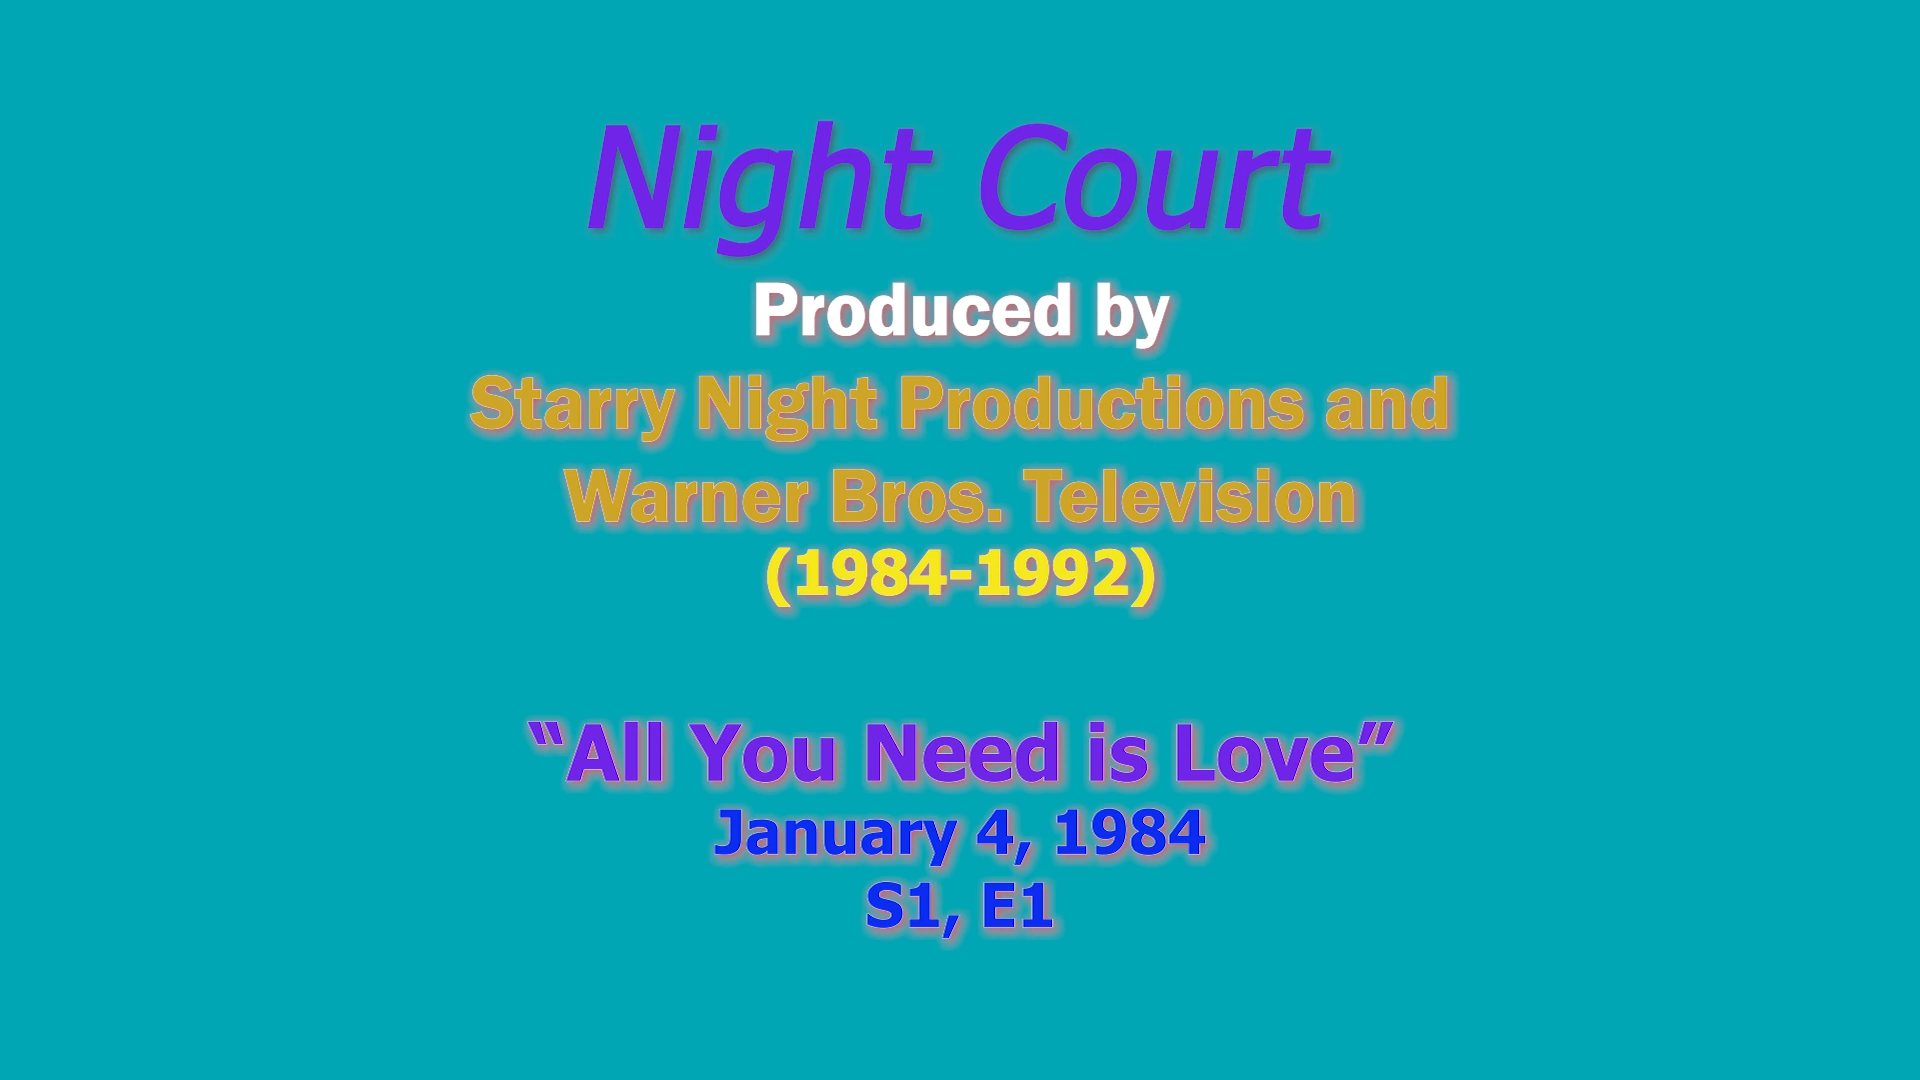 Night Court
Produced by
Starry Night Productions and
Warner Bros. Television
(1984-1992)
“All You Need is Love”
January 4, 1984
S1, E1